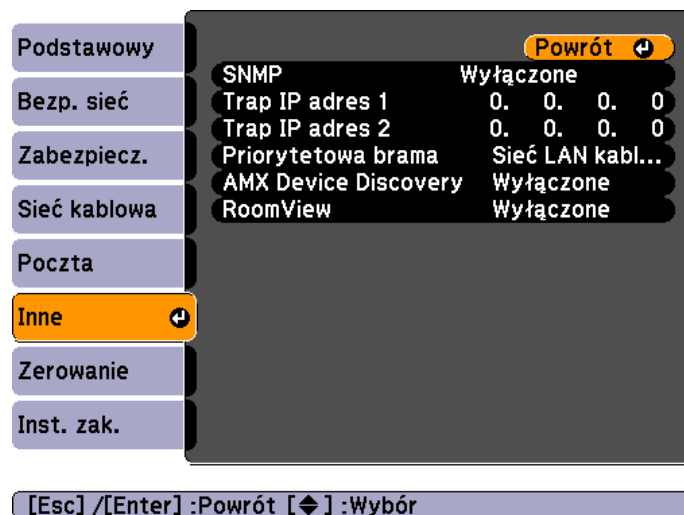 Podstawowy
Bezp. sieć
Zabezpiecz.
Sieć kablowa
Poczta
Inne
Zerowanie
Inst. zak.
Powrót
SNMP Wyłączone
Trap IP adres 1 0. 0. 0. 0
Trap IP adres 2 0. 0. 0. 0
Priorytetowa brama Sieć LAN kabl...
AMX Device Discovery Wyłączone
RoomView Wyłączone
[Esc] /[Enter] :Powrót [◆] :Wybór